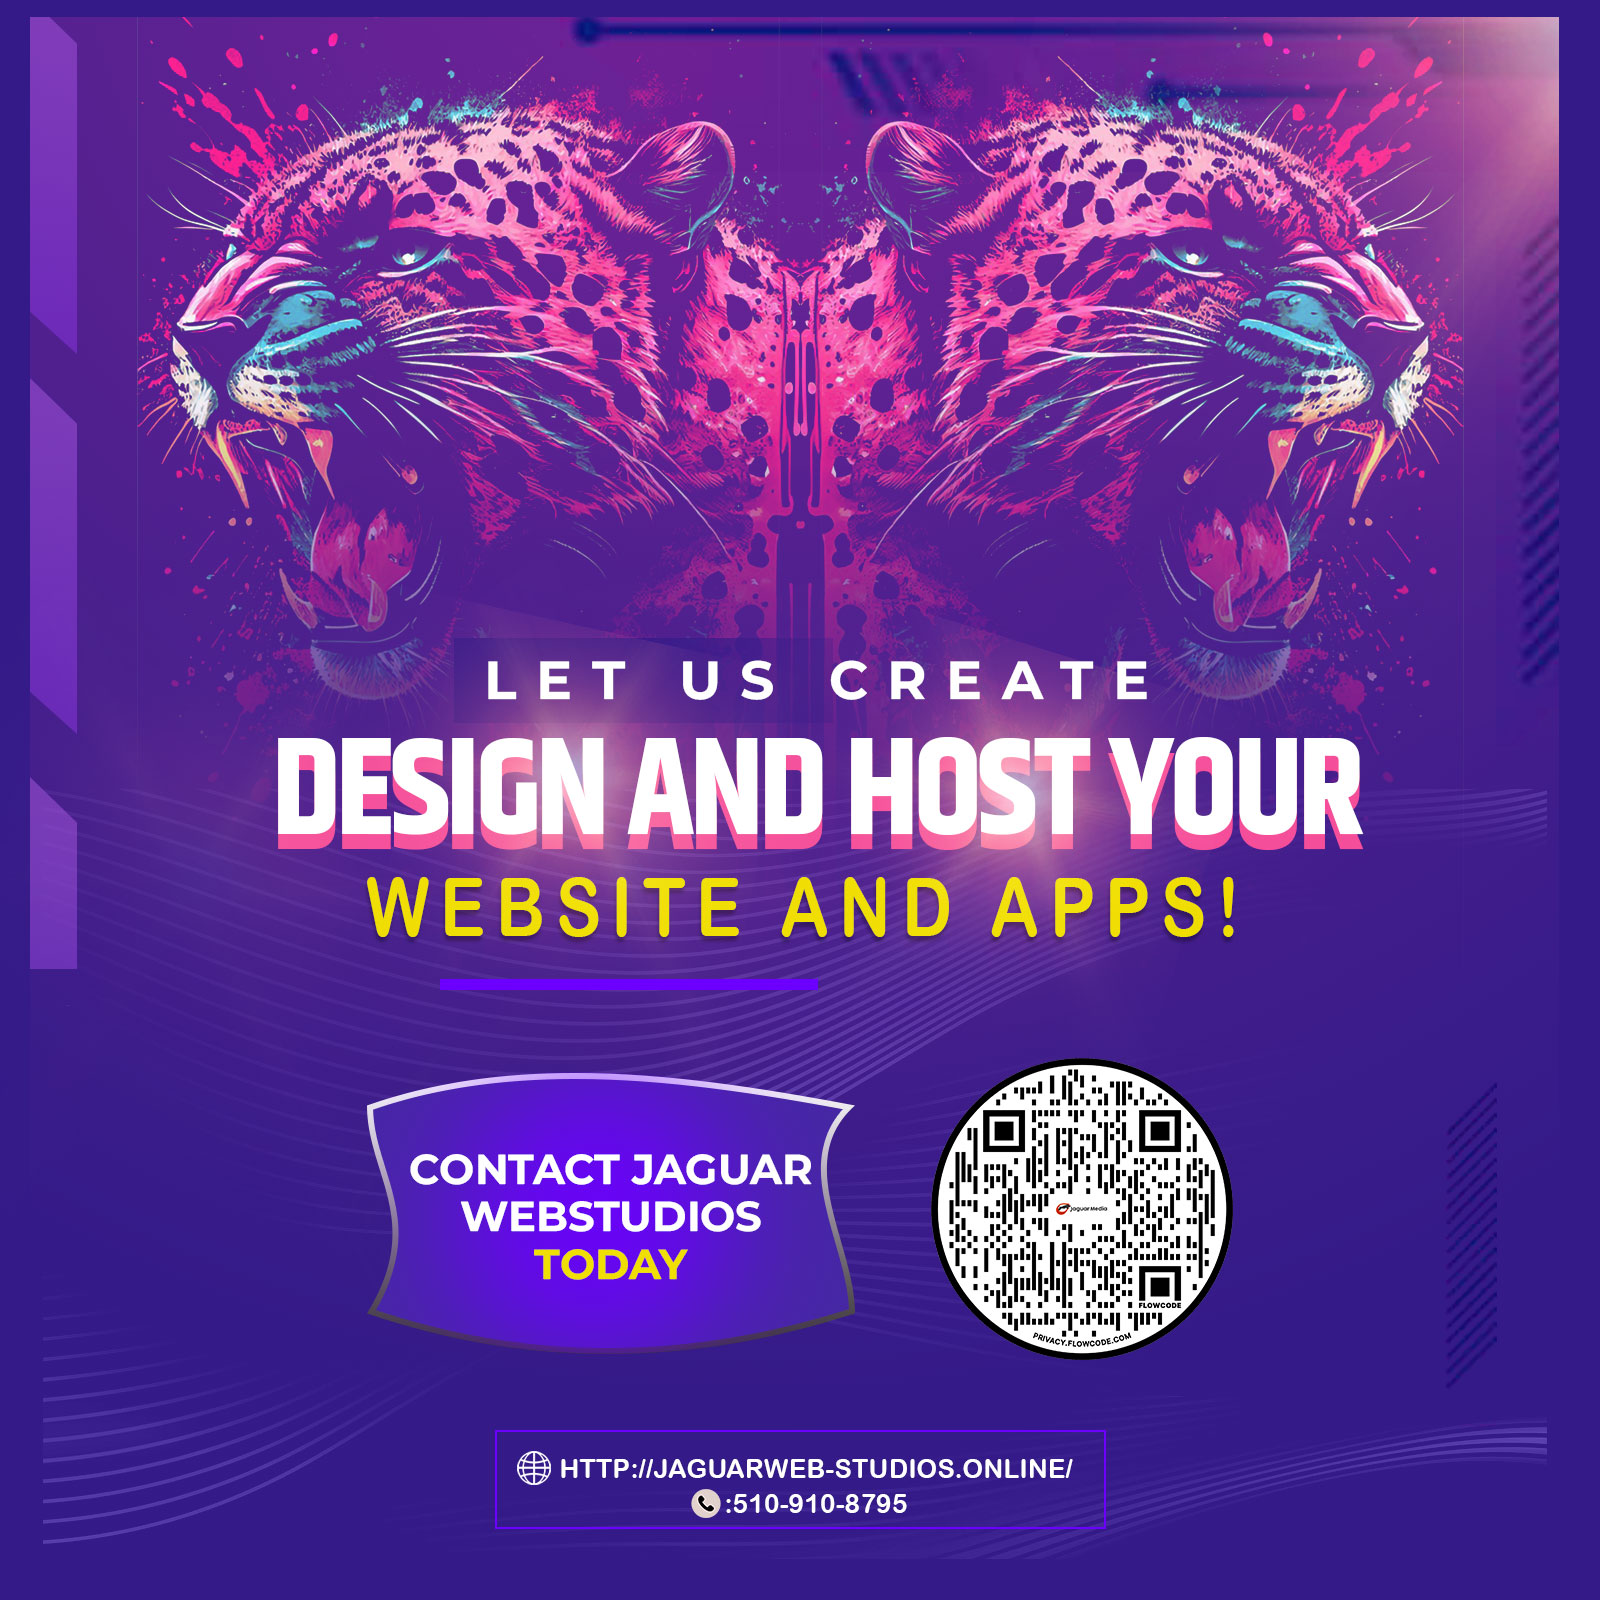 LET US CREATE
DESIGN AND HOST YOUR
WEBSITE AND APPS!
CONTACT JAGUAR
WEBSTUDIOS
TODAY
Jaguar Media
FLOWCODE
PRIVACY.FLOWCODE.COM
HTTP://JAGUARWEB-STUDIOS.ONLINE/
:510-910-8795